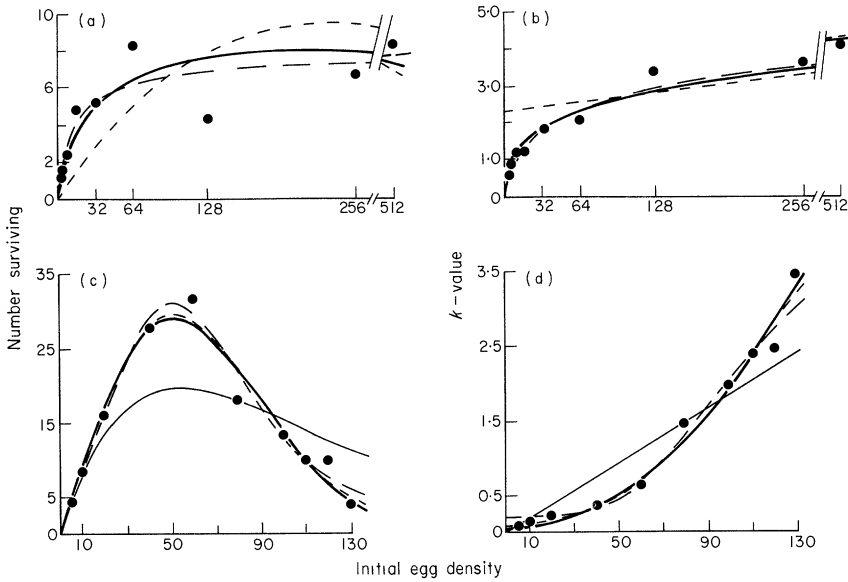 (a)
10
6
2
0
32 64 128 256 512
(b)
5·0
3·0
1·0
0
32 64 128 256 512
Number surviving
k-value
(c)
35
25
15
5
0
10 50 90 130
(d)
3·5
2·5
1·5
0·5
0
10 50 90 130
Initial egg density